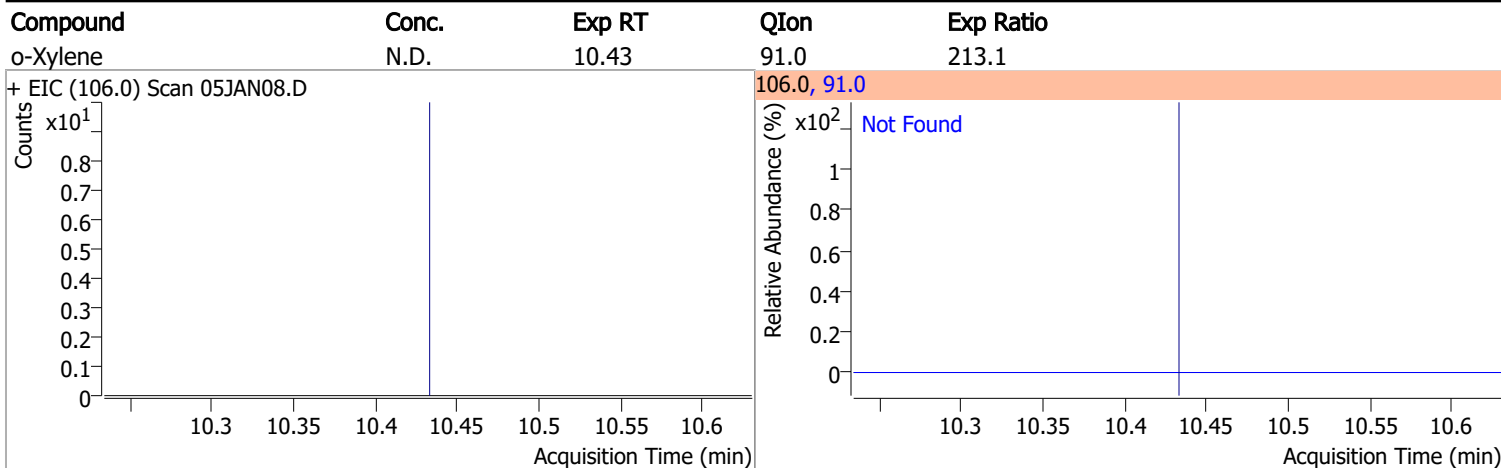 Compound Conc. Exp RT QIon Exp Ratio
o-Xylene N.D. 10.43 91.0 213.1
+ EIC (106.0) Scan 05JAN08.D
Counts
x10¹
0.8
0.7
0.6
0.5
0.4
0.3
0.2
0.1
0
10.3 10.35 10.4 10.45 10.5 10.55 10.6
Acquisition Time (min)
106.0, 91.0
Relative Abundance (%)
x10²
Not Found
1
0.8
0.6
0.4
0.2
0
10.3 10.35 10.4 10.45 10.5 10.55 10.6
Acquisition Time (min)